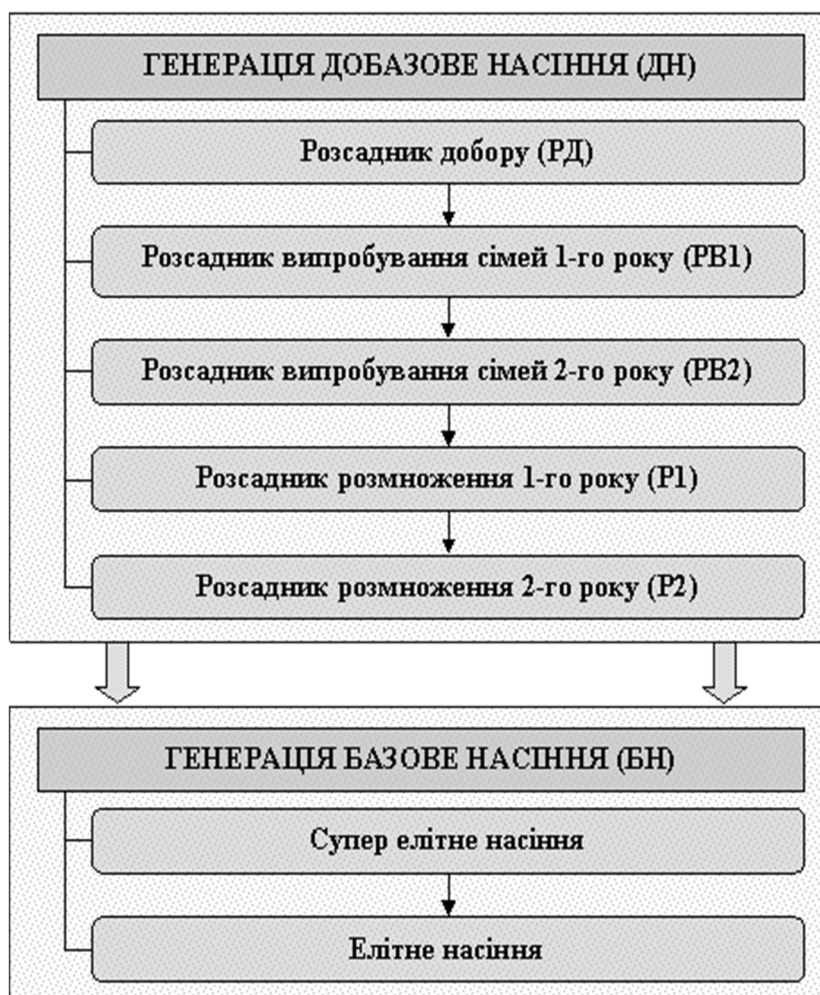 ГЕНЕРАЦІЯ ДОБАЗОВЕ НАСІННЯ (ДН)
Розсадник добору (РД)
Розсадник випробування сімей 1-го року (РВ1)
Розсадник випробування сімей 2-го року (РВ2)
Розсадник розмноження 1-го року (Р1)
Розсадник розмноження 2-го року (Р2)
ГЕНЕРАЦІЯ БАЗОВЕ НАСІННЯ (БН)
Супер елітне насіння
Елітне насіння